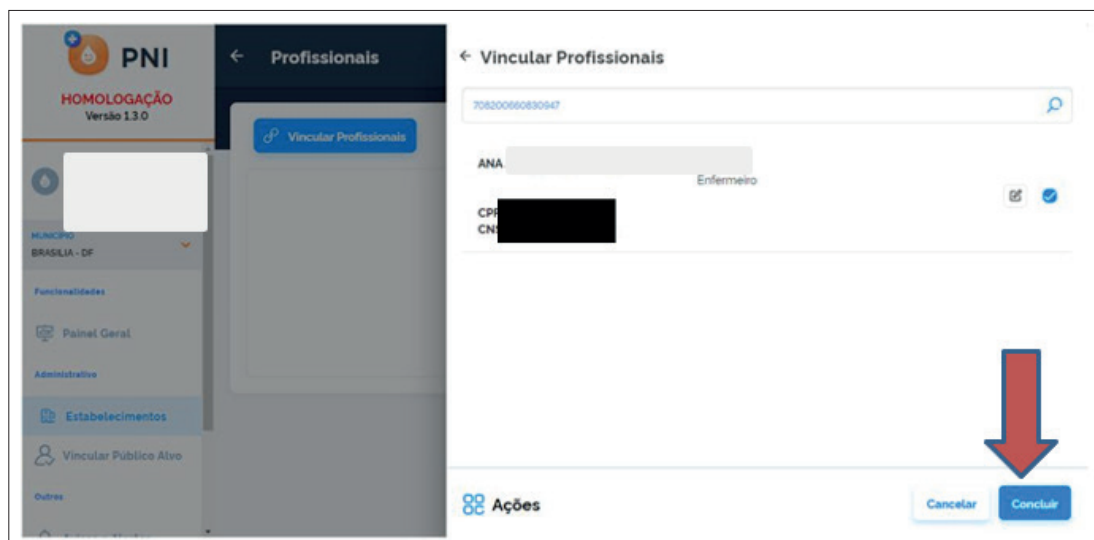 PNI
HOMOLOGAÇÃO
Versão 1.3.0
MUNICÍPIO
BRASILIA - DF
Funcionalidades
Painel Geral
Administrativo
Estabelecimentos
Vincular Público Alvo
Outros
← Profissionais
Vincular Profissionais
← Vincular Profissionais
708200660830947
ANA
Enfermeiro
CPF
CNS
Ações
Cancelar
Concluir